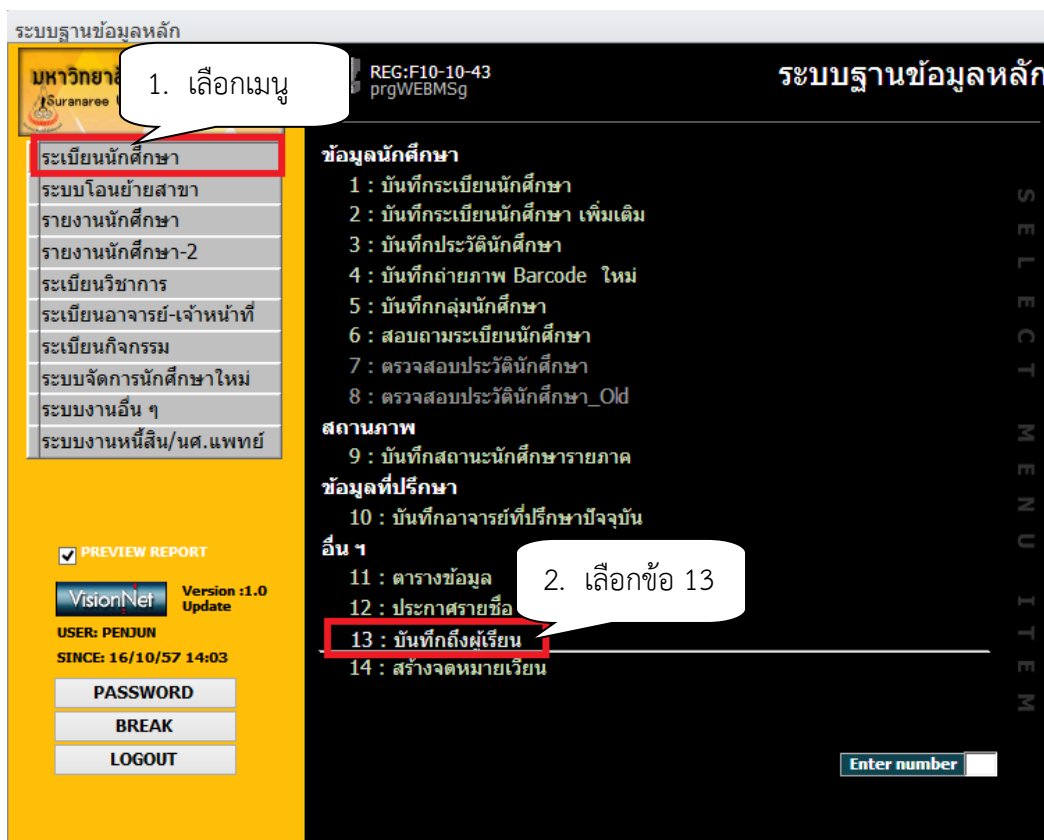 ระบบฐานข้อมูลหลัก
มหาวิทยาลั
Suranaree
1. เลือกเมนู
REG:F10-10-43
prgWEBMSg
ระบบฐานข้อมูลหลัก
ระเบียนนักศึกษา
ระบบโอนย้ายสาขา
รายงานนักศึกษา
รายงานนักศึกษา-2
ระเบียนวิชาการ
ระเบียนอาจารย์-เจ้าหน้าที่
ระเบียนกิจกรรม
ระบบจัดการนักศึกษาใหม่
ระบบงานอื่น ๆ
ระบบงานหนี้สิน/นศ.แพทย์
PREVIEW REPORT
VisionNet
Version :1.0
Update
USER: PENJUN
SINCE: 16/10/57 14:03
PASSWORD
BREAK
LOGOUT
ข้อมูลนักศึกษา
1 : บันทึกระเบียนนักศึกษา
2 : บันทึกระเบียนนักศึกษา เพิ่มเติม
3 : บันทึกประวัตินักศึกษา
4 : บันทึกถ่ายภาพ Barcode ใหม่
5 : บันทึกกลุ่มนักศึกษา
6 : สอบถามระเบียนนักศึกษา
7 : ตรวจสอบประวัตินักศึกษา
8 : ตรวจสอบประวัตินักศึกษา_Old
สถานภาพ
9 : บันทึกสถานะนักศึกษารายภาค
ข้อมูลที่ปรึกษา
10 : บันทึกอาจารย์ที่ปรึกษาปัจจุบัน
อื่น ๆ
11 : ตารางข้อมูล
12 : ประกาศรายชื่อ
2. เลือกข้อ 13
13 : บันทึกถึงผู้เรียน
14 : สร้างจดหมายเวียน
SELECT MENU ITEM
Enter number